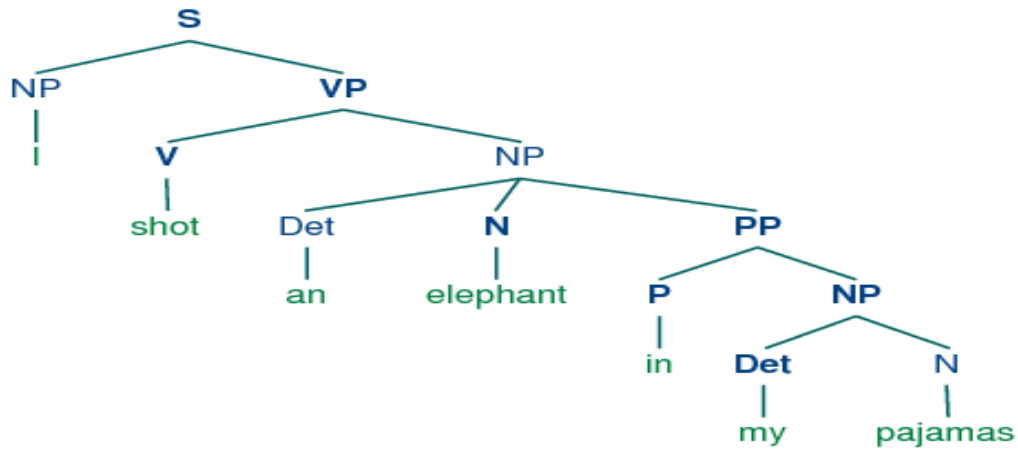 S
NP VP
I V NP
shot Det N PP
an elephant P NP
in Det N
my pajamas